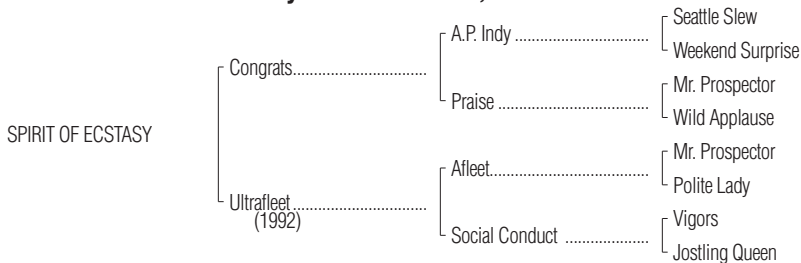 A.P. Indy
Seattle Slew
Weekend Surprise
Congrats
Praise
Mr. Prospector
Wild Applause
SPIRIT OF ECSTASY
Ultrafleet
(1992)
Afleet
Mr. Prospector
Polite Lady
Social Conduct
Vigors
Jostling Queen